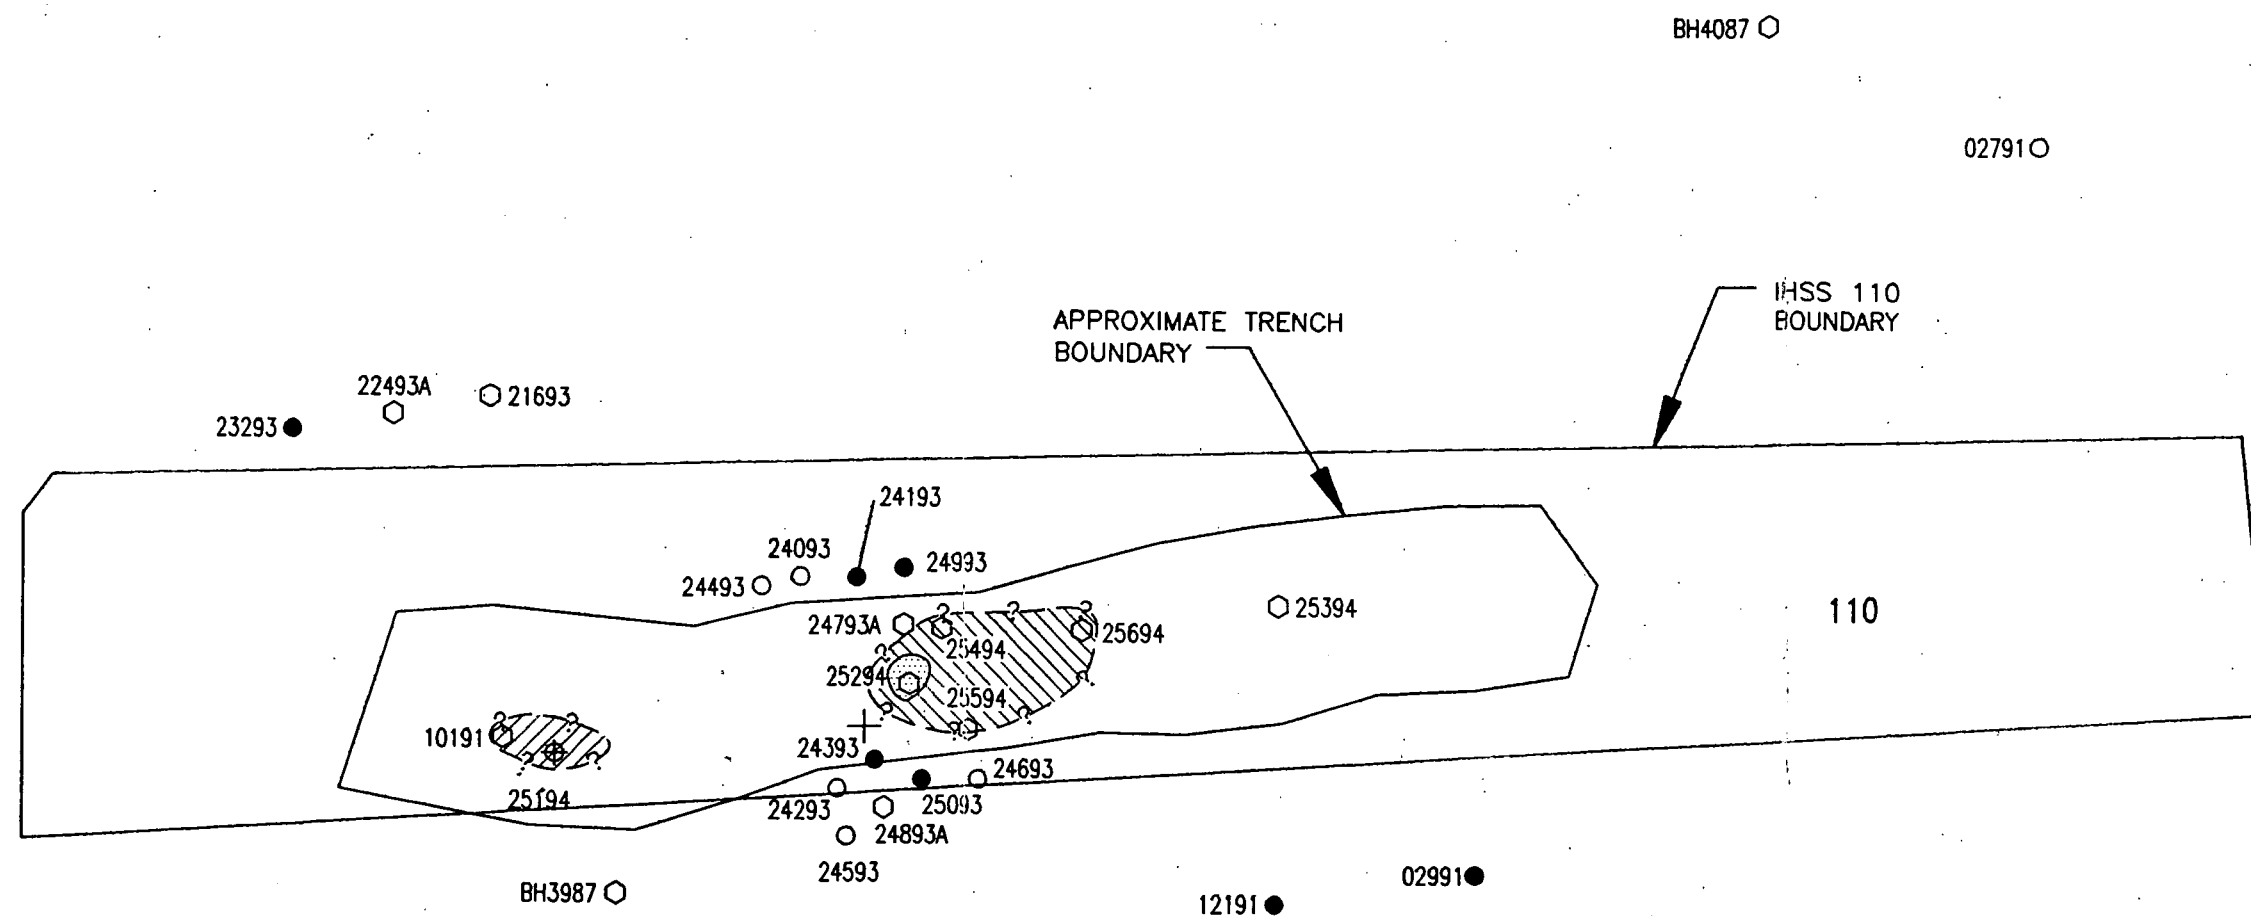 BH4087
02791
IHSS 110
BOUNDARY
APPROXIMATE TRENCH
BOUNDARY
22493A
21693
23293
24193
24093
24993
24493
24793A
25394
110
25494
25694
25294
25594
10191
24393
24693
25194
24293
25093
24893A
24593
BH3987
02991
12191
? ? ? ? ? ? ? ? ? ? ? ?